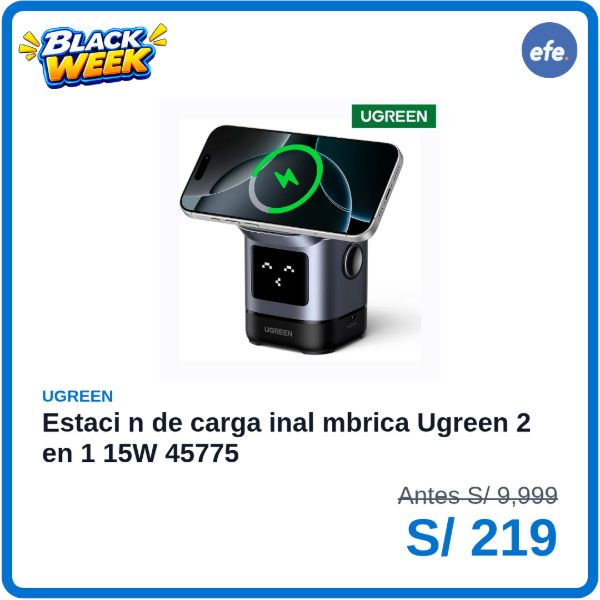 BLACK
WEEK
efe.
UGREEN
UGREEN
UGREEN
Estaci n de carga inal mbrica Ugreen 2
en 1 15W 45775
Antes S/ 9,999
S/ 219